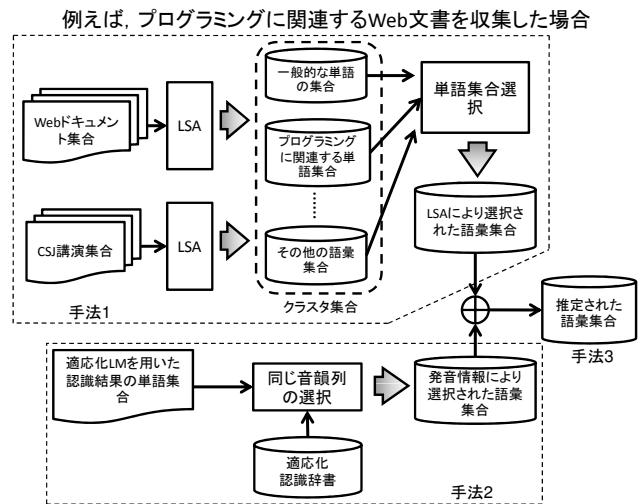 例えば，プログラミングに関連するWeb文書を収集した場合
Webドキュメン
ト集合
LSA
一般的な単語
の集合
プログラミング
に関連する単
語集合
その他の語彙
集合
クラスタ集合
単語集合選
択
LSAにより選択さ
れた語彙集合
CSJ講演集合
LSA
手法1
推定された
語彙集合
手法3
適応化LMを用いた
認識結果の単語集
合
同じ音韻列
の選択
発音情報により
選択された語彙
集合
適応化
認識辞書
手法2